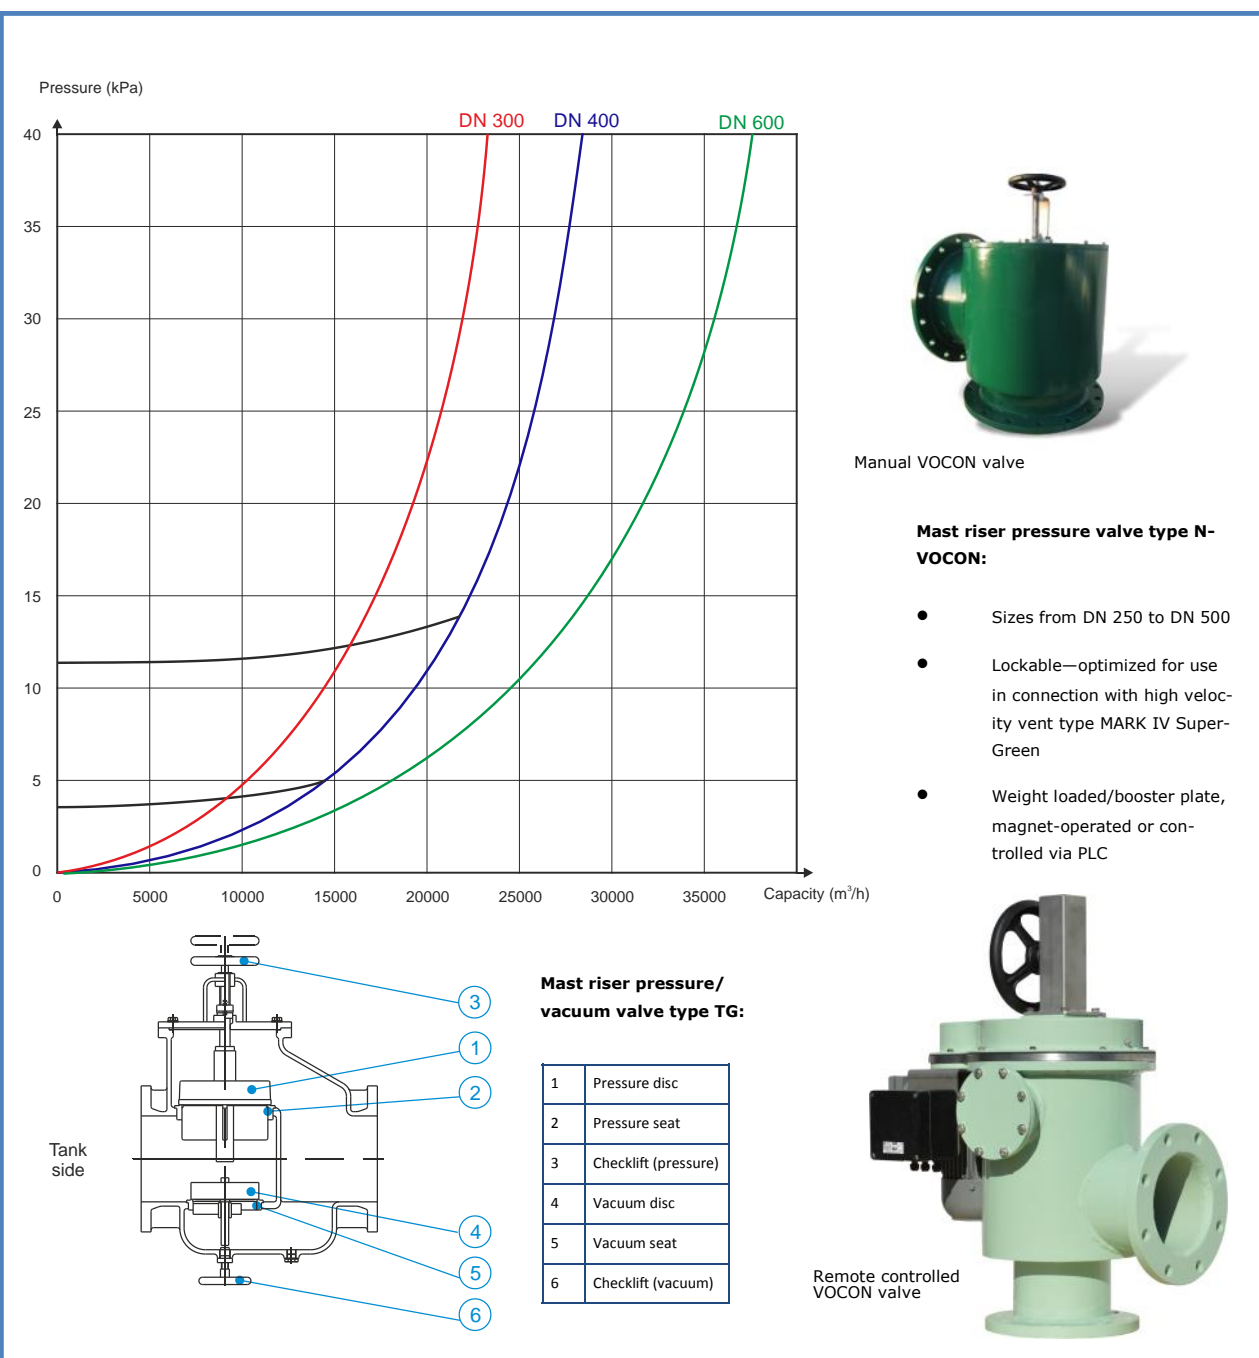 Pressure (kPa)
DN 300 DN 400 DN 600
40
35
30
25
20
15
10
5
0
0 5000 10000 15000 20000 25000 30000 35000 Capacity (m³/h)
Manual VOCON valve
Mast riser pressure valve type N-
VOCON:
● Sizes from DN 250 to DN 500
● Lockable—optimized for use
in connection with high veloc-
ity vent type MARK IV Super-
Green
● Weight loaded/booster plate,
magnet-operated or con-
trolled via PLC
3
1
2
4
5
6
Tank
side
Mast riser pressure/
vacuum valve type TG:
1 Pressure disc
2 Pressure seat
3 Checklift (pressure)
4 Vacuum disc
5 Vacuum seat
6 Checklift (vacuum)
Remote controlled
VOCON valve